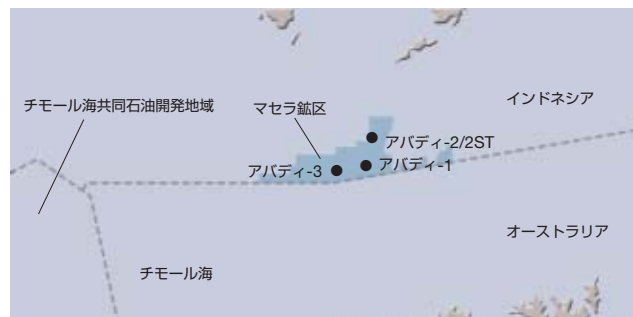 インドネシア
チモール海共同石油開発地域
マセラ鉱区
アバディ-2/2ST
アバディ-1
アバディ-3
オーストラリア
チモール海